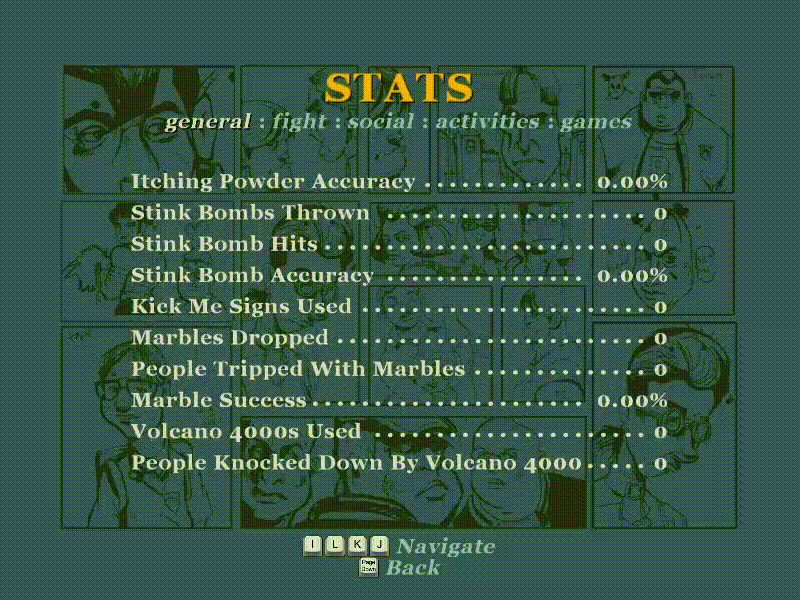 STATS
general : fight : social : activities : games
Itching Powder Accuracy ............. 0.00%
Stink Bombs Thrown ...................... 0
Stink Bomb Hits ........................... 0
Stink Bomb Accuracy ................ 0.00%
Kick Me Signs Used ........................ 0
Marbles Dropped .......................... 0
People Tripped With Marbles .............. 0
Marble Success ...................... 0.00%
Volcano 4000s Used ....................... 0
People Knocked Down By Volcano 4000 ..... 0
I L K J Navigate
Page Down Back